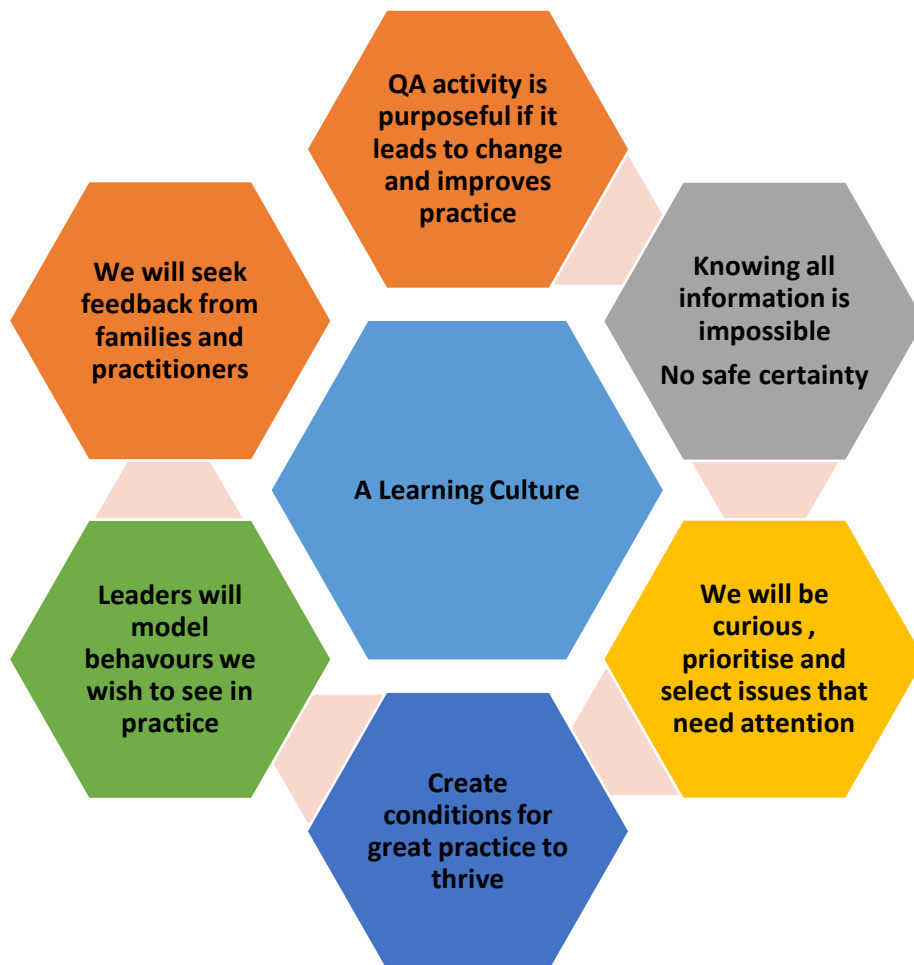 QA activity is
purposeful if it
leads to change
and improves
practice
Knowing all
information is
impossible
No safe certainty
We will be
curious ,
prioritise and
select issues that
need attention
Create
conditions for
great practice to
thrive
Leaders will
model
behavours we
wish to see in
practice
We will seek
feedback from
families and
practitioners
A Learning Culture